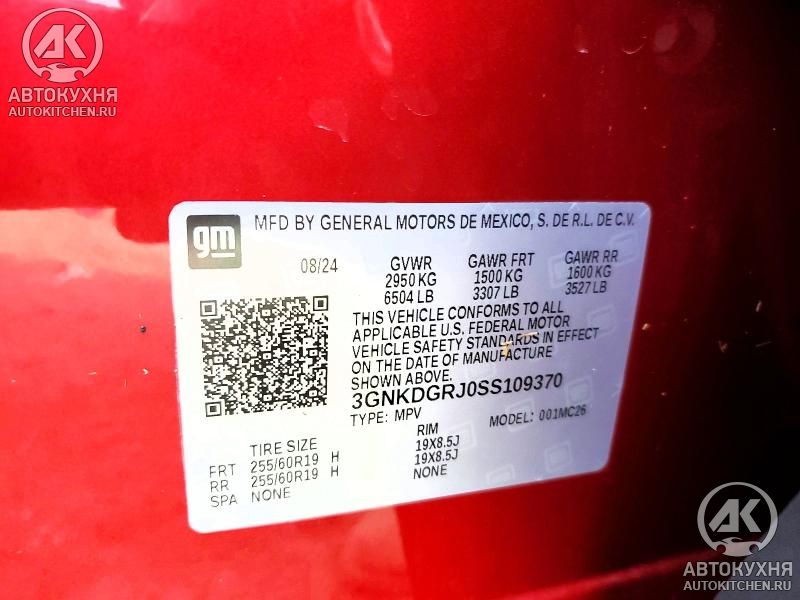 AK
АВТОКУХНЯ
AUTOKITCHEN.RU
gm
MFD BY GENERAL MOTORS DE MEXICO, S. DE R.L. DE C.V.
08/24 GVWR GAWR FRT GAWR RR
2950 KG 1500 KG 1600 KG
6504 LB 3307 LB 3527 LB
THIS VEHICLE CONFORMS TO ALL
APPLICABLE U.S. FEDERAL MOTOR
VEHICLE SAFETY STANDARDS IN EFFECT
ON THE DATE OF MANUFACTURE
SHOWN ABOVE.
3GNKDGRJ0SS109370
TYPE: MPV MODEL: 001MC26
TIRE SIZE RIM
FRT 255/60R19 H 19X8.5J
RR 255/60R19 H 19X8.5J
SPA NONE NONE
AK
АВТОКУХНЯ
AUTOKITCHEN.RU